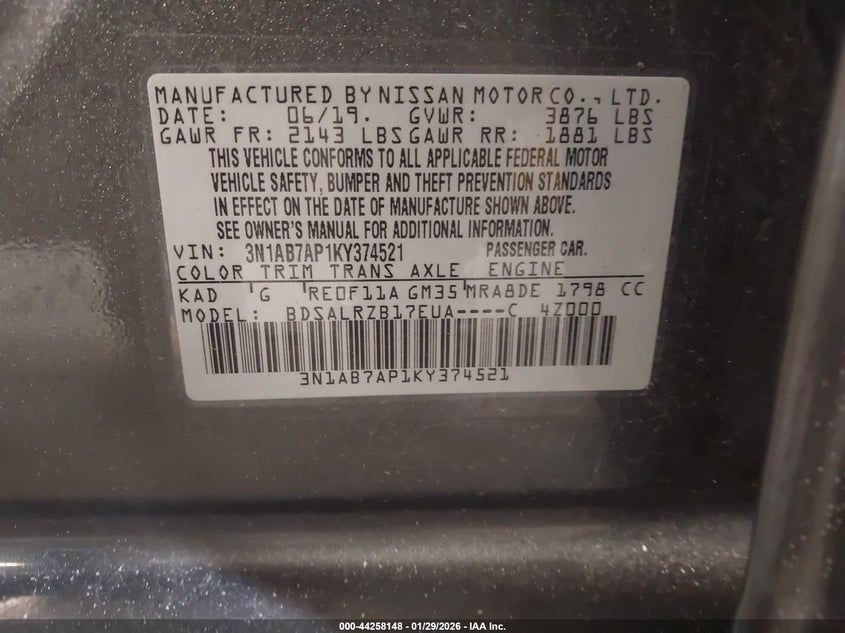 MANUFACTURED BY NISSAN MOTOR CO., LTD.
DATE: 06/19. GVWR: 3876 LBS
GAWR FR: 2143 LBS GAWR RR: 1881 LBS
THIS VEHICLE CONFORMS TO ALL APPLICABLE FEDERAL MOTOR
VEHICLE SAFETY, BUMPER AND THEFT PREVENTION STANDARDS
IN EFFECT ON THE DATE OF MANUFACTURE SHOWN ABOVE.
SEE OWNER'S MANUAL FOR ADDITIONAL INFORMATION.
VIN: 3N1AB7AP1KY374521 PASSENGER CAR.
COLOR TRIM TRANS AXLE ENGINE
KAD G RE0F11A GM35 MRA8DE 1798 CC
MODEL: BDSALRZB17EUA----C 4Z000
3N1AB7AP1KY374521
000-44258148 - 01/29/2026 - IAA Inc.